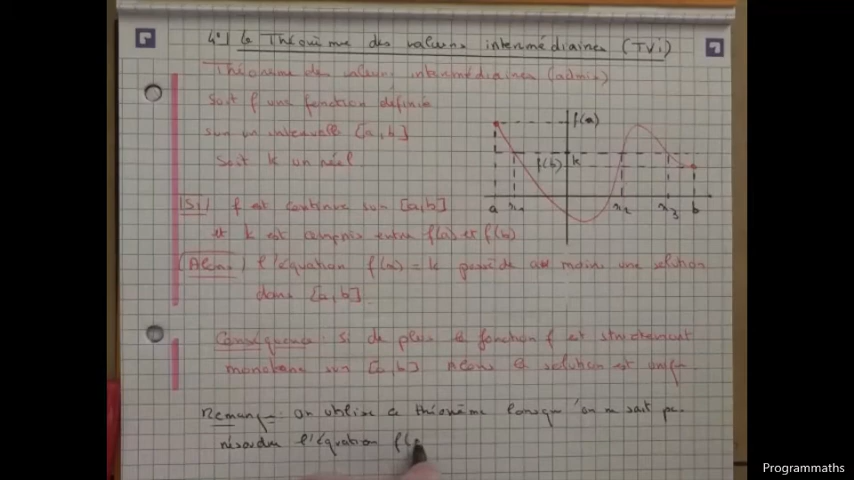 4°) le Théorème des valeurs intermédiaires (TVi)
Théorème des valeurs intermédiaires (admis)
Soit f une fonction définie
sur un intervalle [a,b]
Soit k un réel
f(a)
f(b) k
a x1 x2 x3 b
Si f est continue sur [a,b]
et k est compris entre f(a) et f(b)
Alors l'équation f(x) = k possède au moins une solution
dans [a,b].
Conséquence : si de plus la fonction f est strictement
monotone sur [a,b] alors la solution est uniq
Remarq : on utilise ce théorème lorsqu'on ne sait pas
résoudre l'équation f(
Programmaths